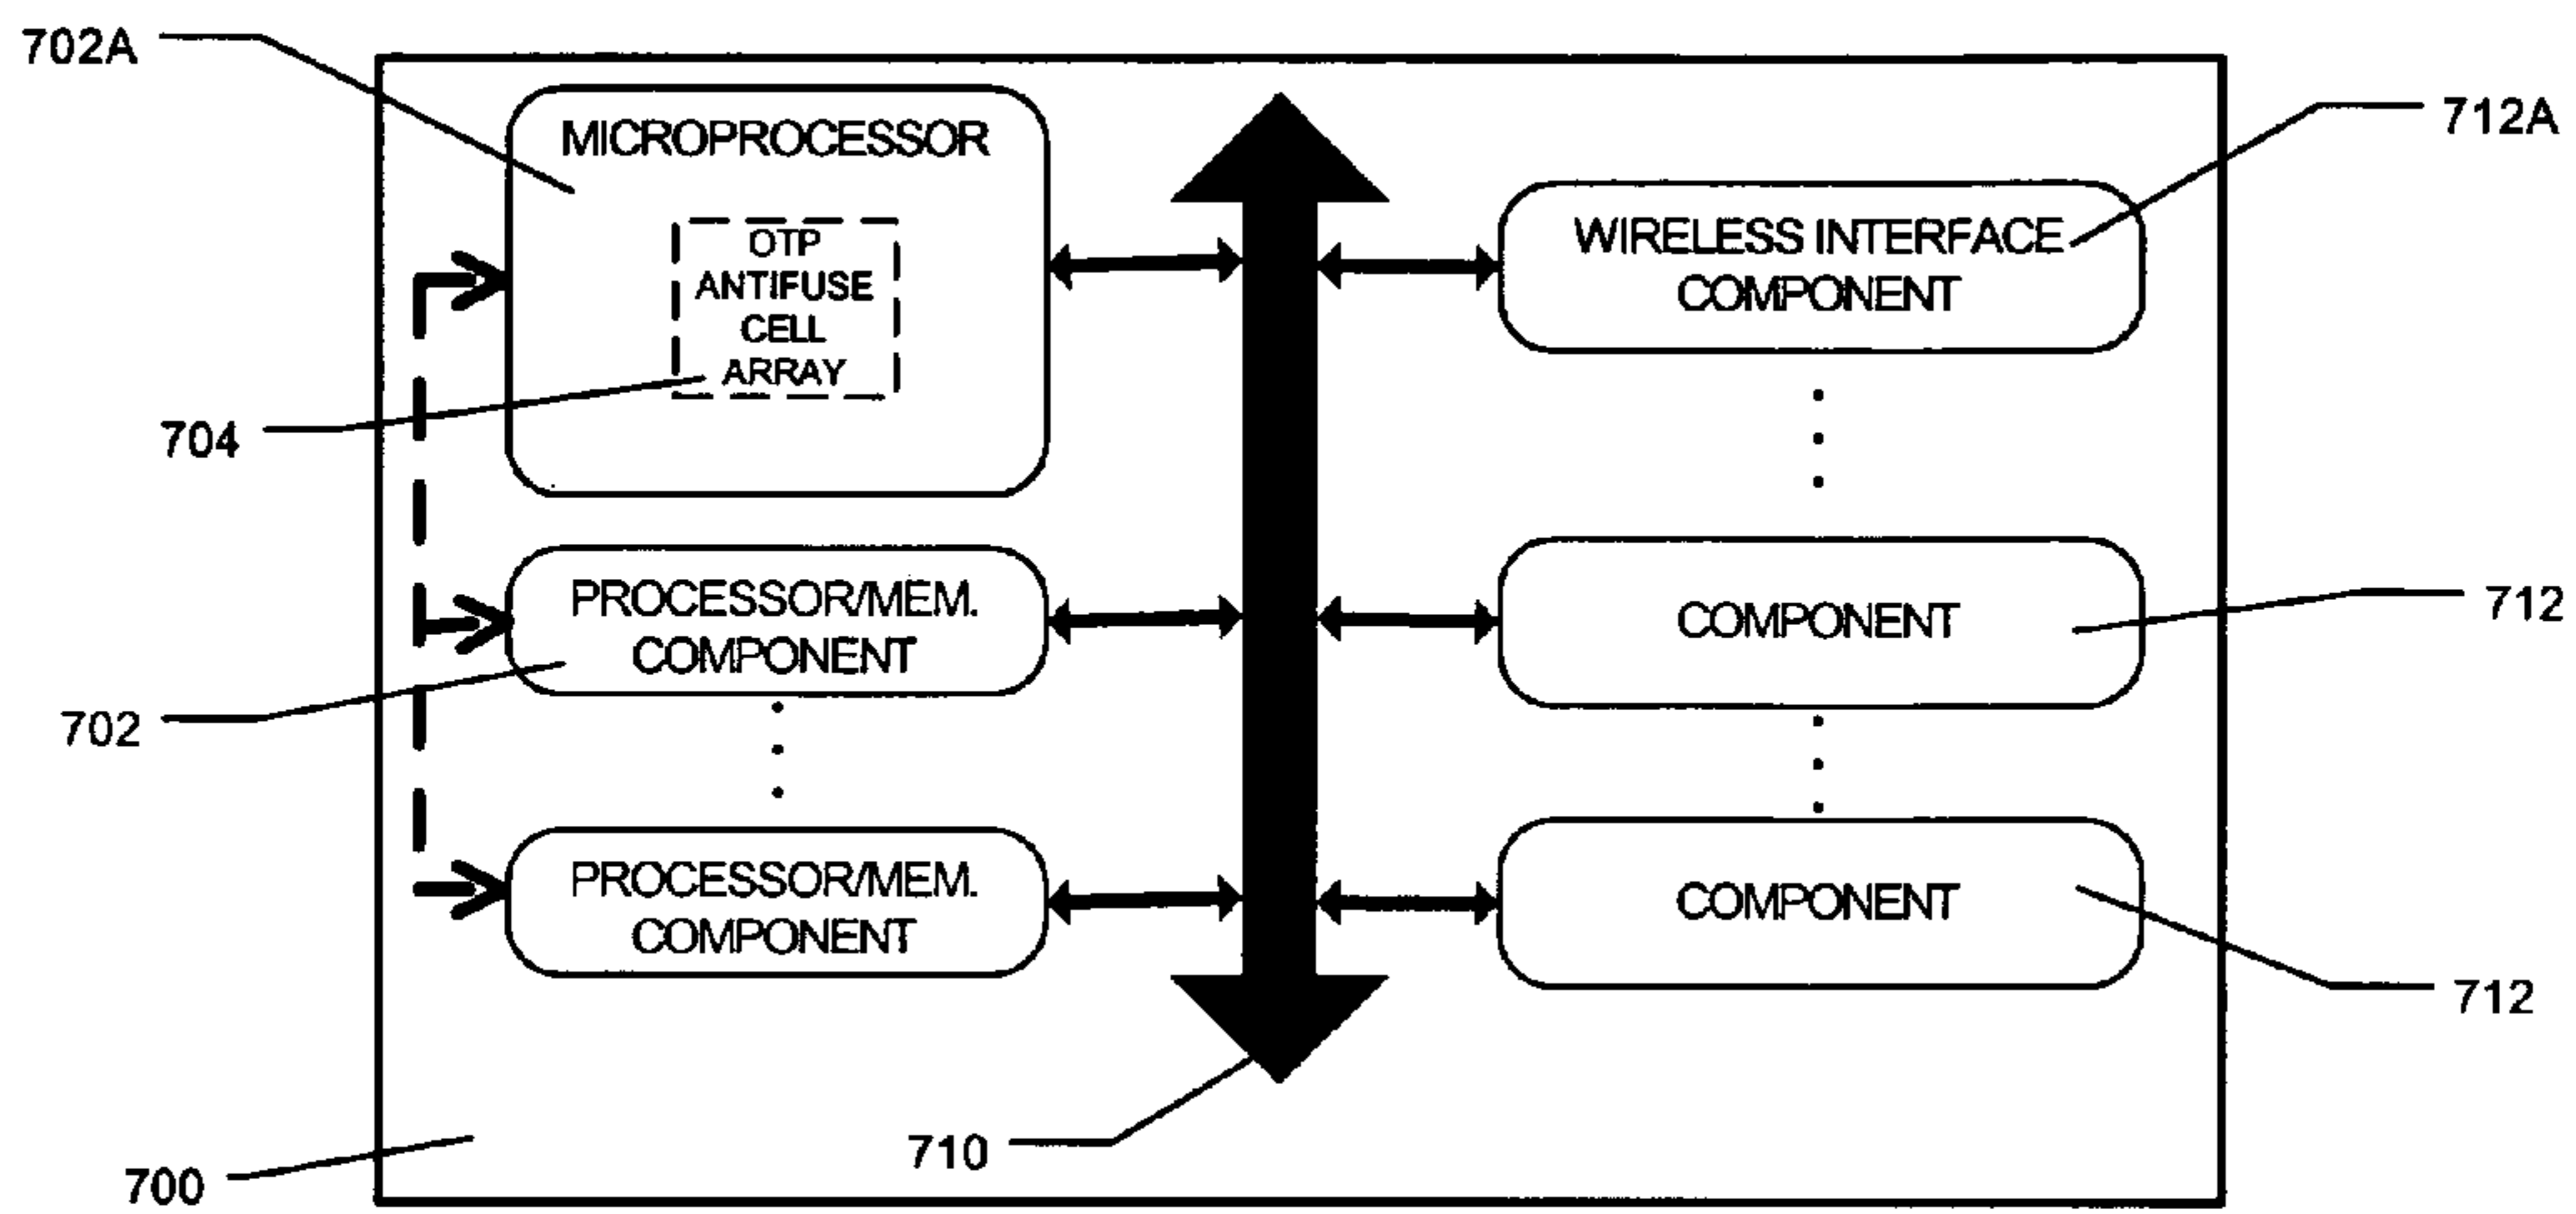 702A
MICROPROCESSOR
OTP
ANTIFUSE
CELL
ARRAY
704
PROCESSOR/MEM.
COMPONENT
702
PROCESSOR/MEM.
COMPONENT
700
710
712A
WIRELESS INTERFACE
COMPONENT
COMPONENT
712
COMPONENT
712